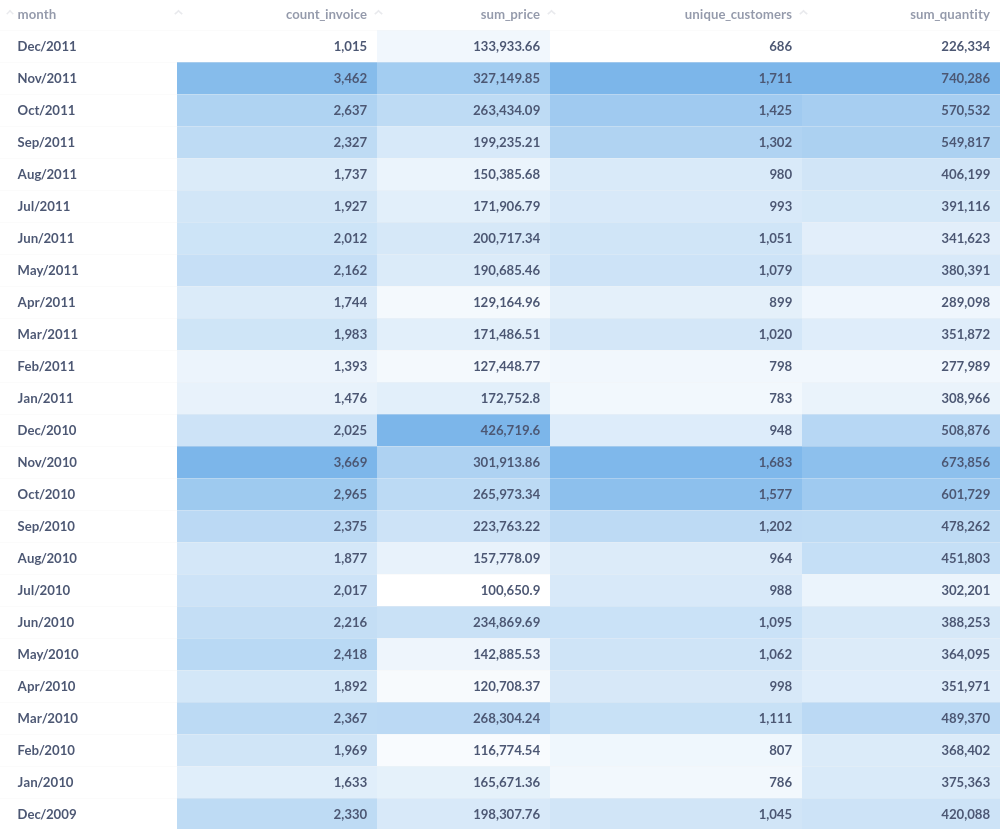 month count_invoice sum_price unique_customers sum_quantity
Dec/2011 1,015 133,933.66 686 226,334
Nov/2011 3,462 327,149.85 1,711 740,286
Oct/2011 2,637 263,434.09 1,425 570,532
Sep/2011 2,327 199,235.21 1,302 549,817
Aug/2011 1,737 150,385.68 980 406,199
Jul/2011 1,927 171,906.79 993 391,116
Jun/2011 2,012 200,717.34 1,051 341,623
May/2011 2,162 190,685.46 1,079 380,391
Apr/2011 1,744 129,164.96 899 289,098
Mar/2011 1,983 171,486.51 1,020 351,872
Feb/2011 1,393 127,448.77 798 277,989
Jan/2011 1,476 172,752.8 783 308,966
Dec/2010 2,025 426,719.6 948 508,876
Nov/2010 3,669 301,913.86 1,683 673,856
Oct/2010 2,965 265,973.34 1,577 601,729
Sep/2010 2,375 223,763.22 1,202 478,262
Aug/2010 1,877 157,778.09 964 451,803
Jul/2010 2,017 100,650.9 988 302,201
Jun/2010 2,216 234,869.69 1,095 388,253
May/2010 2,418 142,885.53 1,062 364,095
Apr/2010 1,892 120,708.37 998 351,971
Mar/2010 2,367 268,304.24 1,111 489,370
Feb/2010 1,969 116,774.54 807 368,402
Jan/2010 1,633 165,671.36 786 375,363
Dec/2009 2,330 198,307.76 1,045 420,088